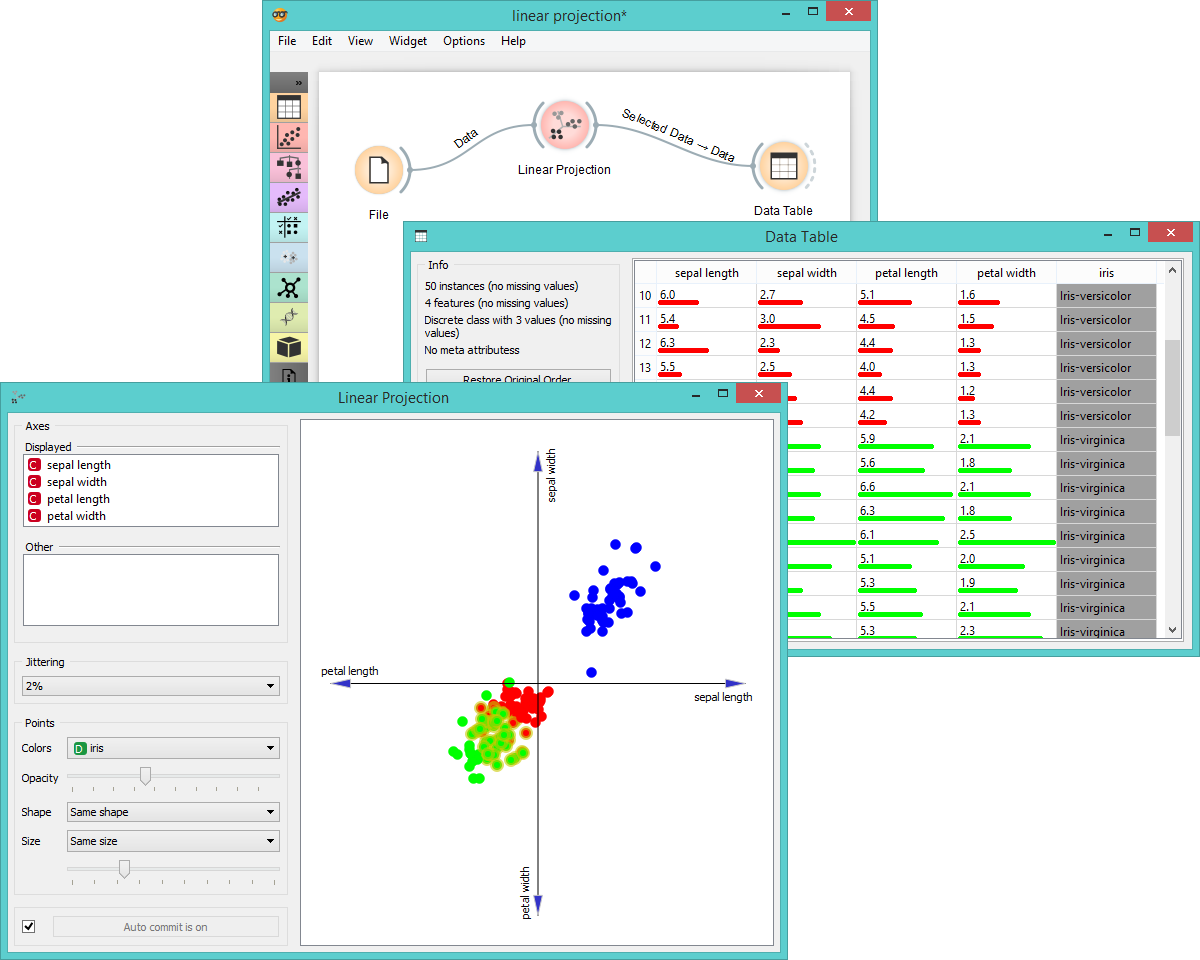 linear projection*
File Edit View Widget Options Help
»
Data
Selected Data → Data
Linear Projection
File
Data Table
Data Table
Info
50 instances (no missing values)
4 features (no missing values)
Discrete class with 3 values (no missing
values)
No meta attributess
Restore Original Order
sepal length sepal width petal length petal width iris
10 6.0 2.7 5.1 1.6 Iris-versicolor
11 5.4 3.0 4.5 1.5 Iris-versicolor
12 6.3 2.3 4.4 1.3 Iris-versicolor
13 5.5 2.5 4.0 1.3 Iris-versicolor
4.4 1.2 Iris-versicolor
4.2 1.3 Iris-versicolor
5.9 2.1 Iris-virginica
5.6 1.8 Iris-virginica
6.6 2.1 Iris-virginica
6.3 1.8 Iris-virginica
6.1 2.5 Iris-virginica
5.1 2.0 Iris-virginica
5.3 1.9 Iris-virginica
5.5 2.1 Iris-virginica
5.3 2.3 Iris-virginica
Linear Projection
Axes
Displayed
C sepal length
C sepal width
C petal length
C petal width
Other
Jittering
2%
Points
Colors D iris
Opacity
Shape Same shape
Size Same size
Auto commit is on
sepal width
petal length
sepal length
petal width